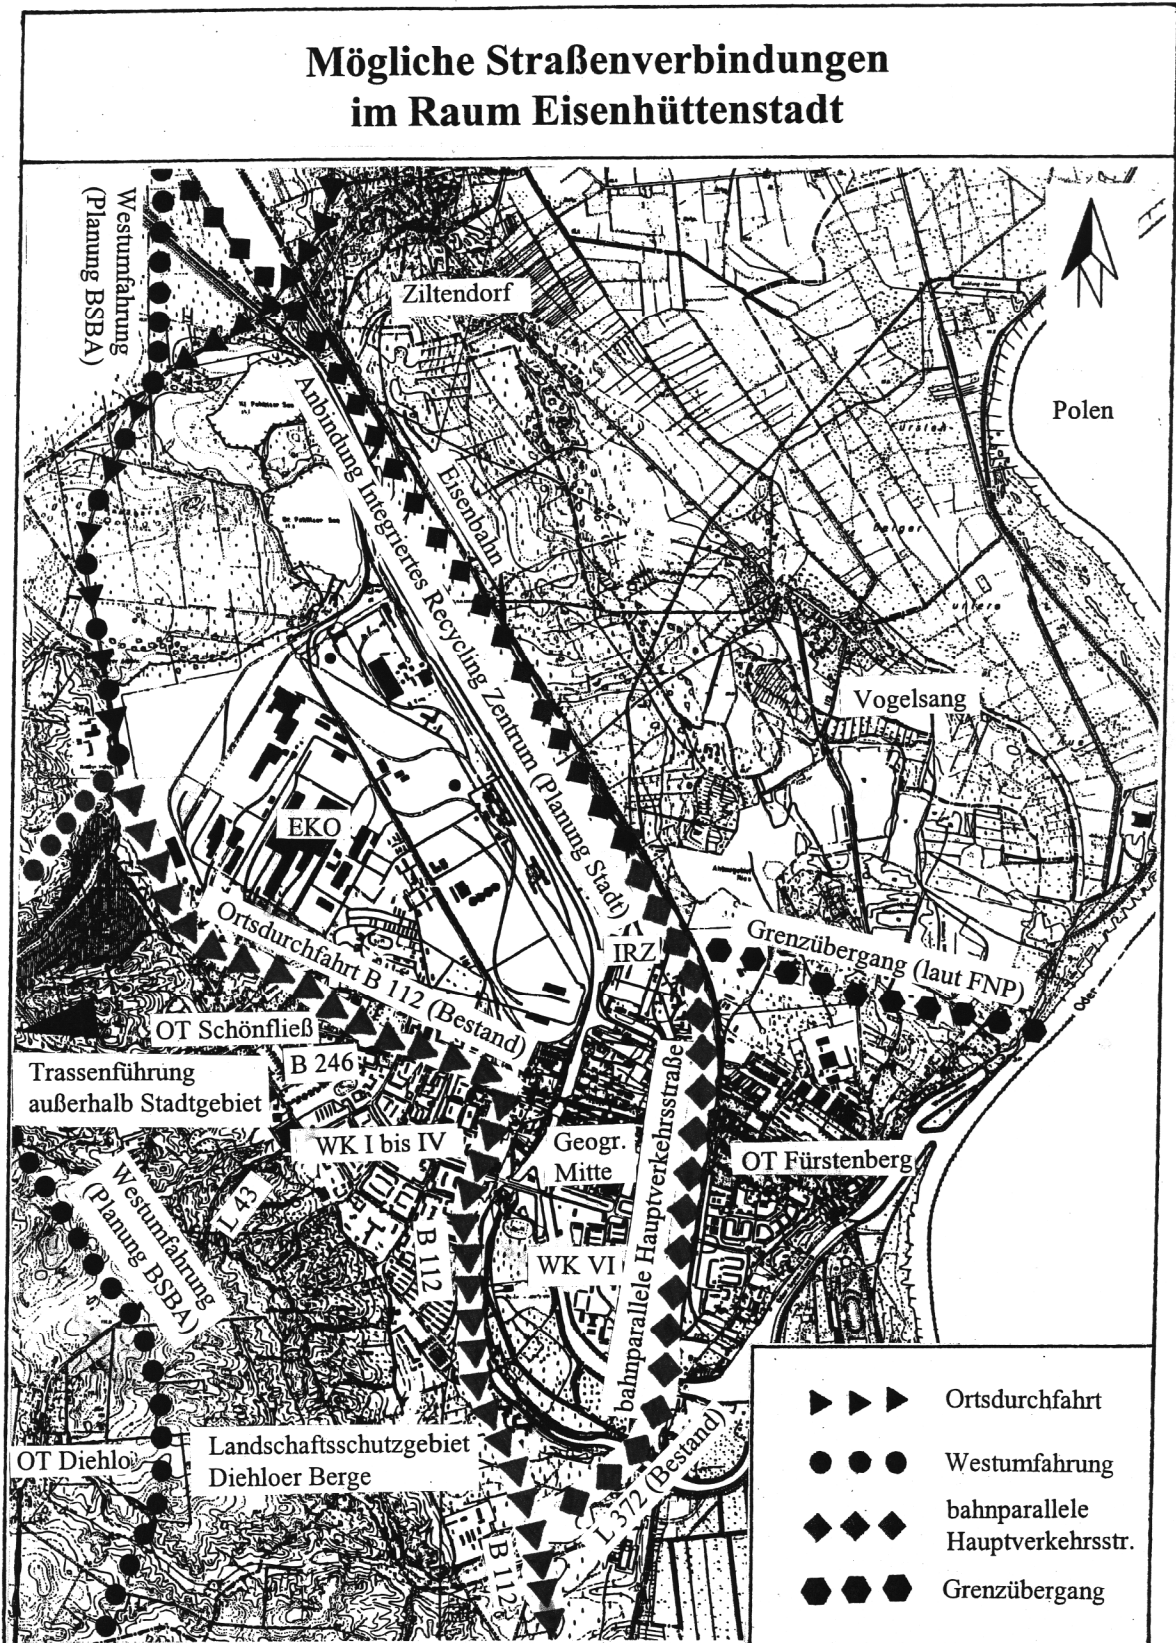 Mögliche Straßenverbindungen
im Raum Eisenhüttenstadt
Westumfahrung
(Planung BSBA)
Ziltendorf
Polen
Anbindung Integriertes Recycling Zentrum (Planung Stadt)
Eisenbahn
Vogelsang
EKO
Ortsdurchfahrt B 112 (Bestand)
IRZ
Grenzübergang (laut FNP)
Oder
OT Schönfließ
B 246
Trassenführung
außerhalb Stadtgebiet
WK I bis IV
Geogr.
Mitte
bahnparallele Hauptverkehrsstraße
OT Fürstenberg
Westumfahrung
(Planung BSBA)
L 43
B 112
WK VI
OT Diehlo
Landschaftsschutzgebiet
Diehloer Berge
L 372 (Bestand)
B 112
Ortsdurchfahrt
Westumfahrung
bahnparallele
Hauptverkehrsstr.
Grenzübergang